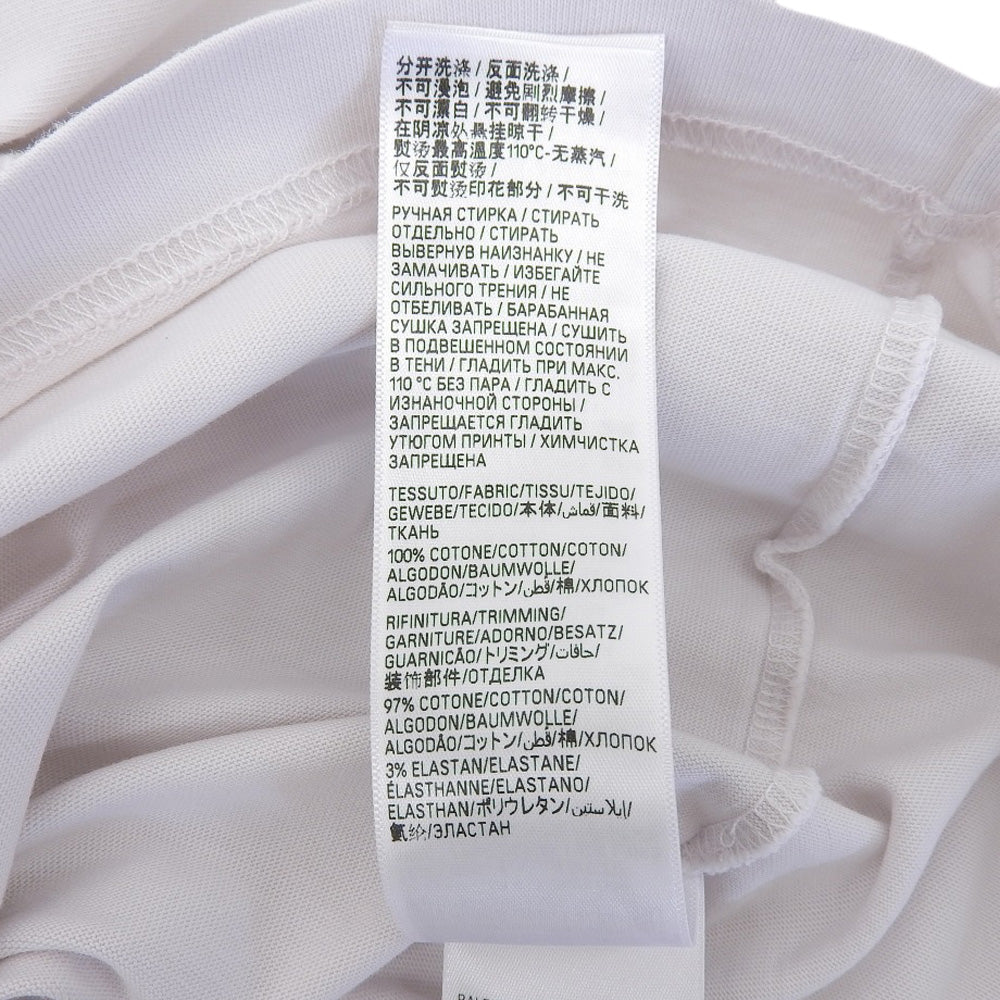 分开洗涤 / 反面洗涤 /
不可漫泡 / 避免剧烈摩擦 /
不可漂白 / 不可翻转干燥 /
在阴凉处悬挂晾干 /
熨烫最高温度110°C-无蒸汽 /
仅反面熨烫 /
不可熨烫印花部分 / 不可干洗
РУЧНАЯ СТИРКА / СТИРАТЬ
ОТДЕЛЬНО / СТИРАТЬ
ВЫВЕРНУВ НАИЗНАНКУ / НЕ
ЗАМАЧИВАТЬ / ИЗБЕГАЙТЕ
СИЛЬНОГО ТРЕНИЯ / НЕ
ОТБЕЛИВАТЬ / БАРАБАННАЯ
СУШКА ЗАПРЕЩЕНА / СУШИТЬ
В ПОДВЕШЕННОМ СОСТОЯНИИ
В ТЕНИ / ГЛАДИТЬ ПРИ МАКС.
110 °C БЕЗ ПАРА / ГЛАДИТЬ С
ИЗНАНОЧНОЙ СТОРОНЫ /
ЗАПРЕЩАЕТСЯ ГЛАДИТЬ
УТЮГОМ ПРИНТЫ / ХИМЧИСТКА
ЗАПРЕЩЕНА
TESSUTO/FABRIC/TISSU/TEJIDO/
GEWEBE/TECIDO/本体/قماش/面料/
ТКАНЬ
100% COTONE/COTTON/COTON/
ALGODON/BAUMWOLLE/
ALGODÃO/コットン/قطن/棉/ХЛОПОК
RIFINITURA/TRIMMING/
GARNITURE/ADORNO/BESATZ/
GUARNICÃO/トリミング/حافات/
装饰部件/ОТДЕЛКА
97% COTONE/COTTON/COTON/
ALGODON/BAUMWOLLE/
ALGODÃO/コットン/قطن/棉/ХЛОПОК
3% ELASTAN/ELASTANE/
ÉLASTHANNE/ELASTANO/
ELASTHAN/ポリウレタン/إيلاستين/
氨纶/ЭЛАСТАН